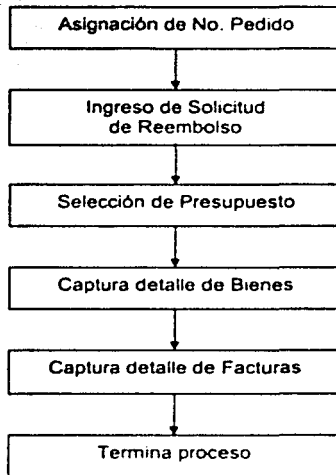 Asignación de No. Pedido
Ingreso de Solicitud
de Reembolso
Selección de Presupuesto
Captura detalle de Bienes
Captura detalle de Facturas
Termina proceso